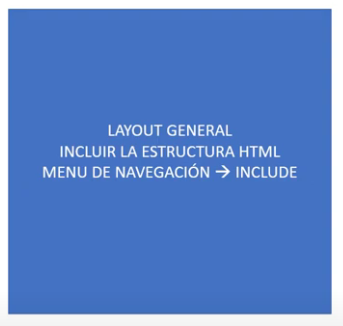 LAYOUT GENERAL
INCLUIR LA ESTRUCTURA HTML
MENU DE NAVEGACIÓN → INCLUDE